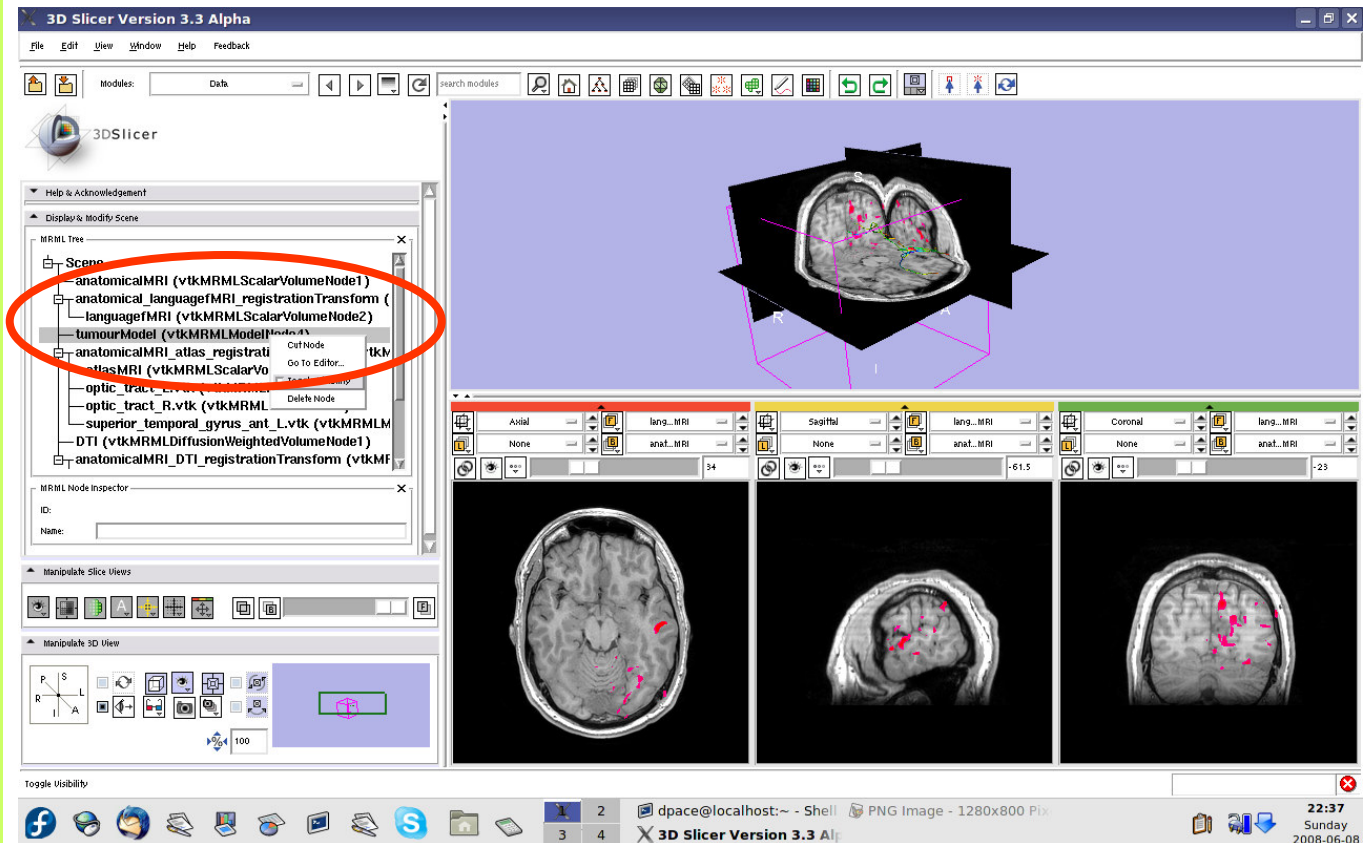 3D Slicer Version 3.3 Alpha
File Edit View Window Help Feedback
Modules: Data search modules
3DSlicer
Help & Acknowledgement
Display & Modify Scene
MRML Tree
Scene
anatomicalMRI (vtkMRMLScalarVolumeNode1)
anatomical_languagefMRI_registrationTransform (
languagefMRI (vtkMRMLScalarVolumeNode2)
tumourModel (vtkMRMLModelNode4)
Cut Node
Go To Editor...
Delete Node
anatomicalMRI_atlas_registrati vtkM
atlasMRI (vtkMRMLScalarVo
optic_tract_L.vtk (vtkMRML
optic_tract_R.vtk (vtkMRML
superior_temporal_gyrus_ant_L.vtk (vtkMRMLM
DTI (vtkMRMLDiffusionWeightedVolumeNode1)
anatomicalMRI_DTI_registrationTransform (vtkMF
MRML Node Inspector
ID:
Name:
Manipulate Slice Views
A B F
Manipulate 3D View
P S
R L
I A
% 100
Toggle Visibility
S
R A
I
Axial F lang...MRI
L None B anat...MRI
34
Sagittal F lang...MRI
L None B anat...MRI
-61.5
Coronal F lang...MRI
L None B anat...MRI
-23
1 2
3 4
dpace@localhost:~ - Shell
PNG Image - 1280x800 Pix
3D Slicer Version 3.3 Alp
22:37
Sunday
2008-06-08